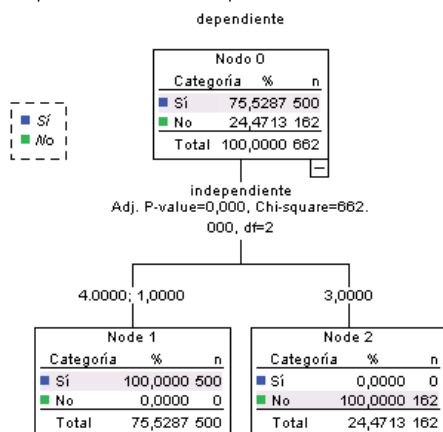 dependiente
Nodo 0
Categoría % n
Sí 75,5287 500
No 24,4713 162
Total 100,0000 662
Sí
No
independiente
Adj. P-value=0,000, Chi-square=662.
000, df=2
4.0000; 1,0000
3,0000
Node 1
Categoría % n
Sí 100,0000 500
No 0,0000 0
Total 75,5287 500
Node 2
Categoría % n
Sí 0,0000 0
No 100,0000 162
Total 24,4713 162